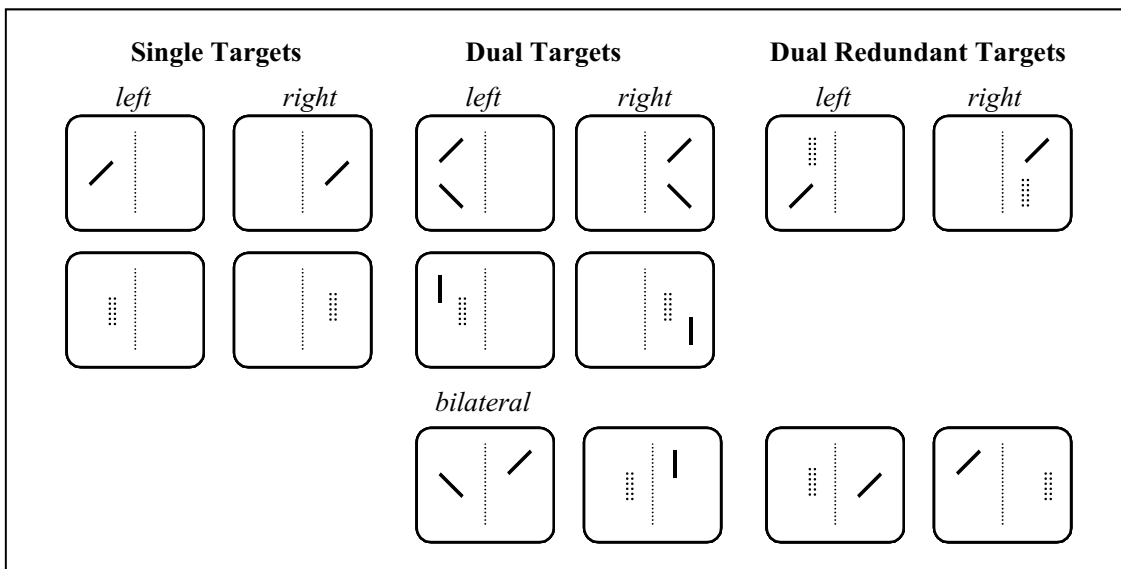 Single Targets Dual Targets Dual Redundant Targets
left right left right left right
bilateral